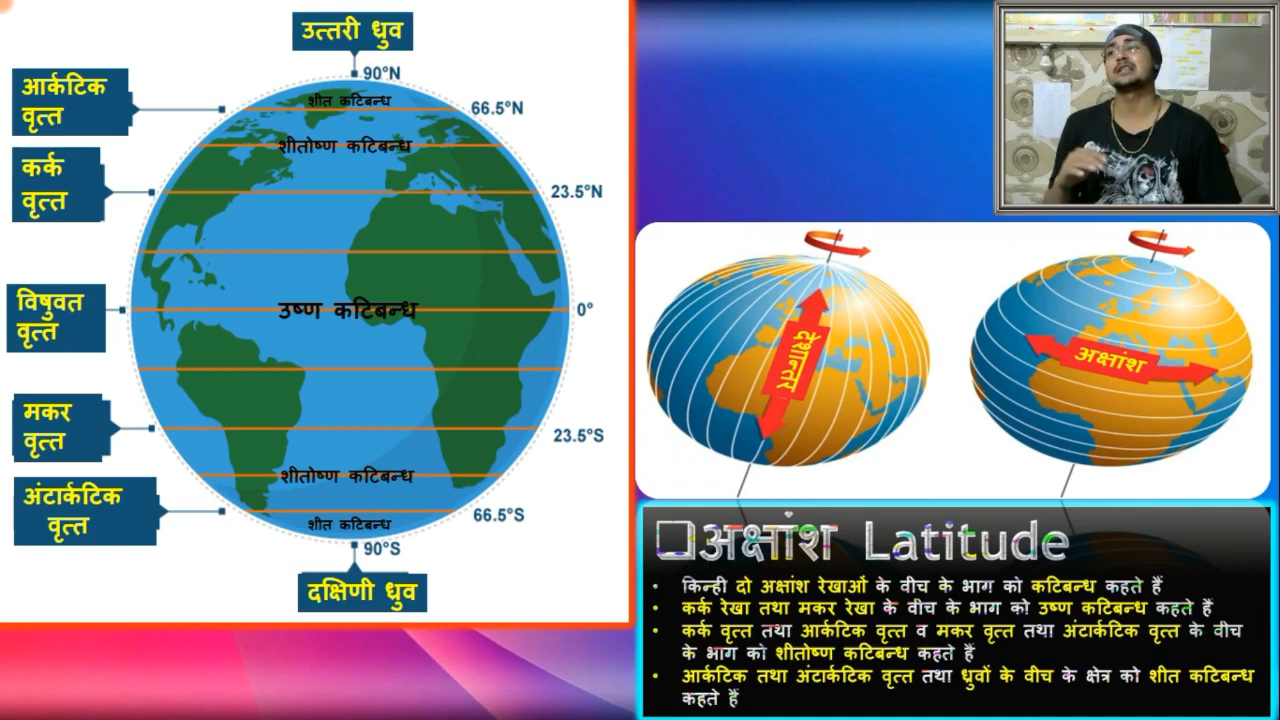 उत्तरी ध्रुव
90°N
आर्कटिक
वृत्त
66.5°N
शीत कटिबन्ध
शीतोष्ण कटिबन्ध
कर्क
वृत्त
23.5°N
विषुवत
वृत्त
उष्ण कटिबन्ध
0°
मकर
वृत्त
23.5°S
शीतोष्ण कटिबन्ध
अंटार्कटिक
वृत्त
66.5°S
शीत कटिबन्ध
90°S
दक्षिणी ध्रुव
देशान्तर
अक्षांश
❑अक्षांश Latitude
• किन्ही दो अक्षांश रेखाओं के वीच के भाग को कटिबन्ध कहते हैं
• कर्क रेखा तथा मकर रेखा के वीच के भाग को उष्ण कटिबन्ध कहते हैं
• कर्क वृत्त तथा आर्कटिक वृत्त व मकर वृत्त तथा अंटार्कटिक वृत्त के वीच
के भाग को शीतोष्ण कटिबन्ध कहते हैं
• आर्कटिक तथा अंटार्कटिक वृत्त तथा ध्रुवों के वीच के क्षेत्र को शीत कटिबन्ध
कहते हैं